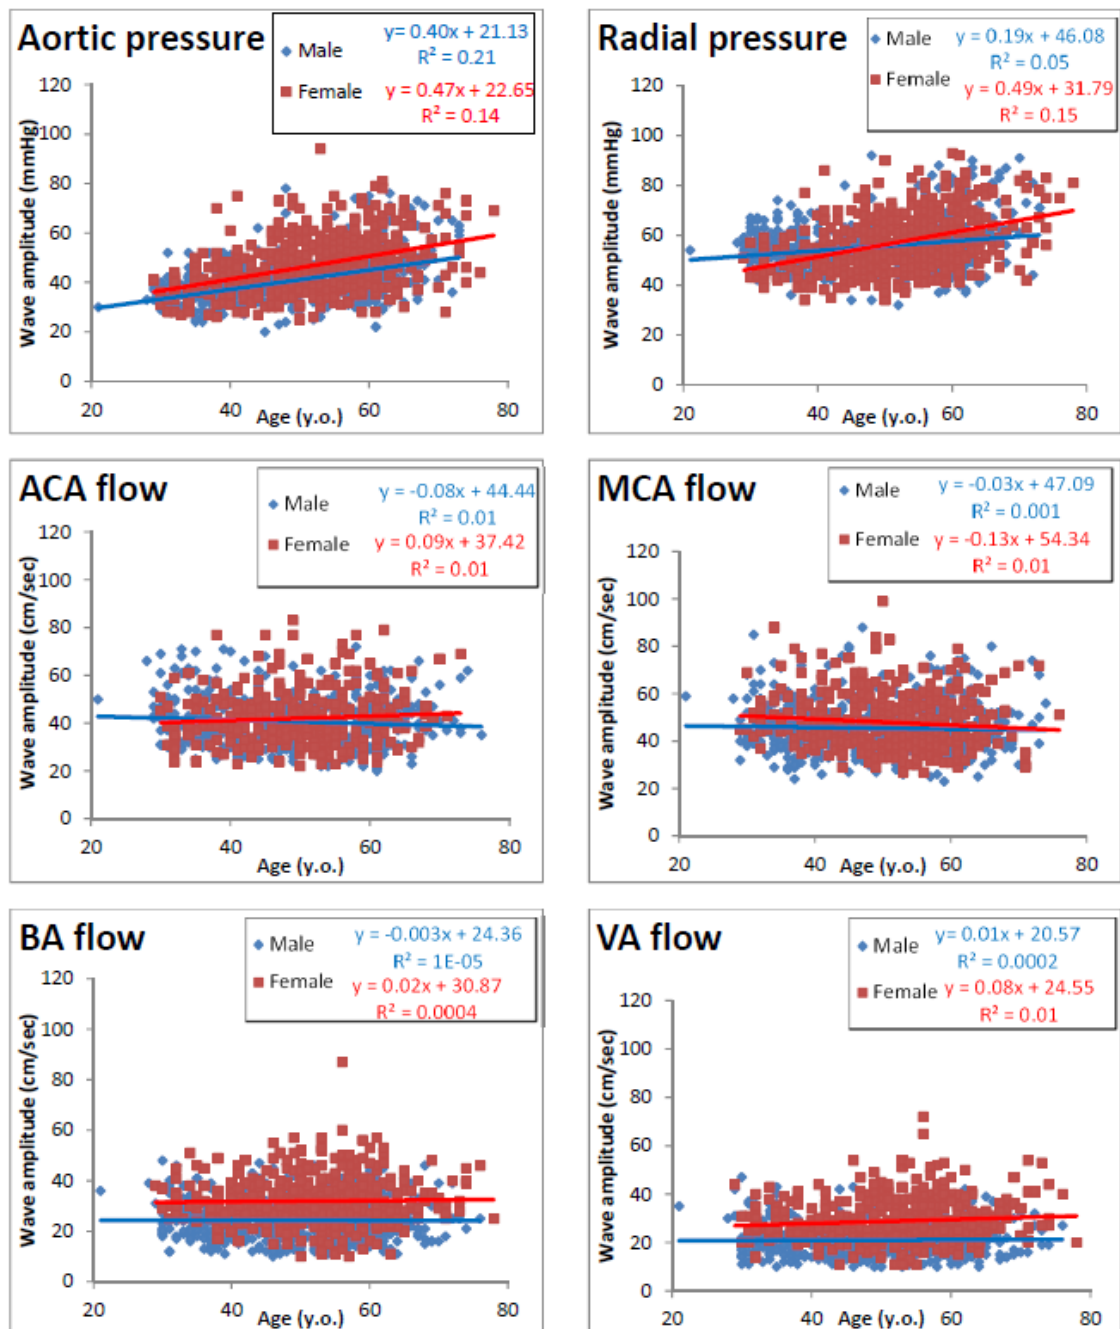 Aortic pressure
Male
y= 0.40x + 21.13
R² = 0.21
Female
y = 0.47x + 22.65
R² = 0.14
Wave amplitude (mmHg)
120
100
80
60
40
20
0
20
40
60
80
Age (y.o.)
Radial pressure
Male
y = 0.19x + 46.08
R² = 0.05
Female
y = 0.49x + 31.79
R² = 0.15
Wave amplitude (mmHg)
120
100
80
60
40
20
0
20
40
60
80
Age (y.o.)
ACA flow
Male
y = -0.08x + 44.44
R² = 0.01
Female
y = 0.09x + 37.42
R² = 0.01
Wave amplitude (cm/sec)
120
100
80
60
40
20
0
20
40
60
80
Age (y.o.)
MCA flow
Male
y = -0.03x + 47.09
R² = 0.001
Female
y = -0.13x + 54.34
R² = 0.01
Wave amplitude (cm/sec)
120
100
80
60
40
20
0
20
40
60
80
Age (y.o.)
BA flow
Male
y = -0.003x + 24.36
R² = 1E-05
Female
y = 0.02x + 30.87
R² = 0.0004
Wave amplitude (cm/sec)
120
100
80
60
40
20
0
20
40
60
80
Age (y.o.)
VA flow
Male
y= 0.01x + 20.57
R² = 0.0002
Female
y = 0.08x + 24.55
R² = 0.01
Wave amplitude (cm/sec)
120
100
80
60
40
20
0
20
40
60
80
Age (y.o.)